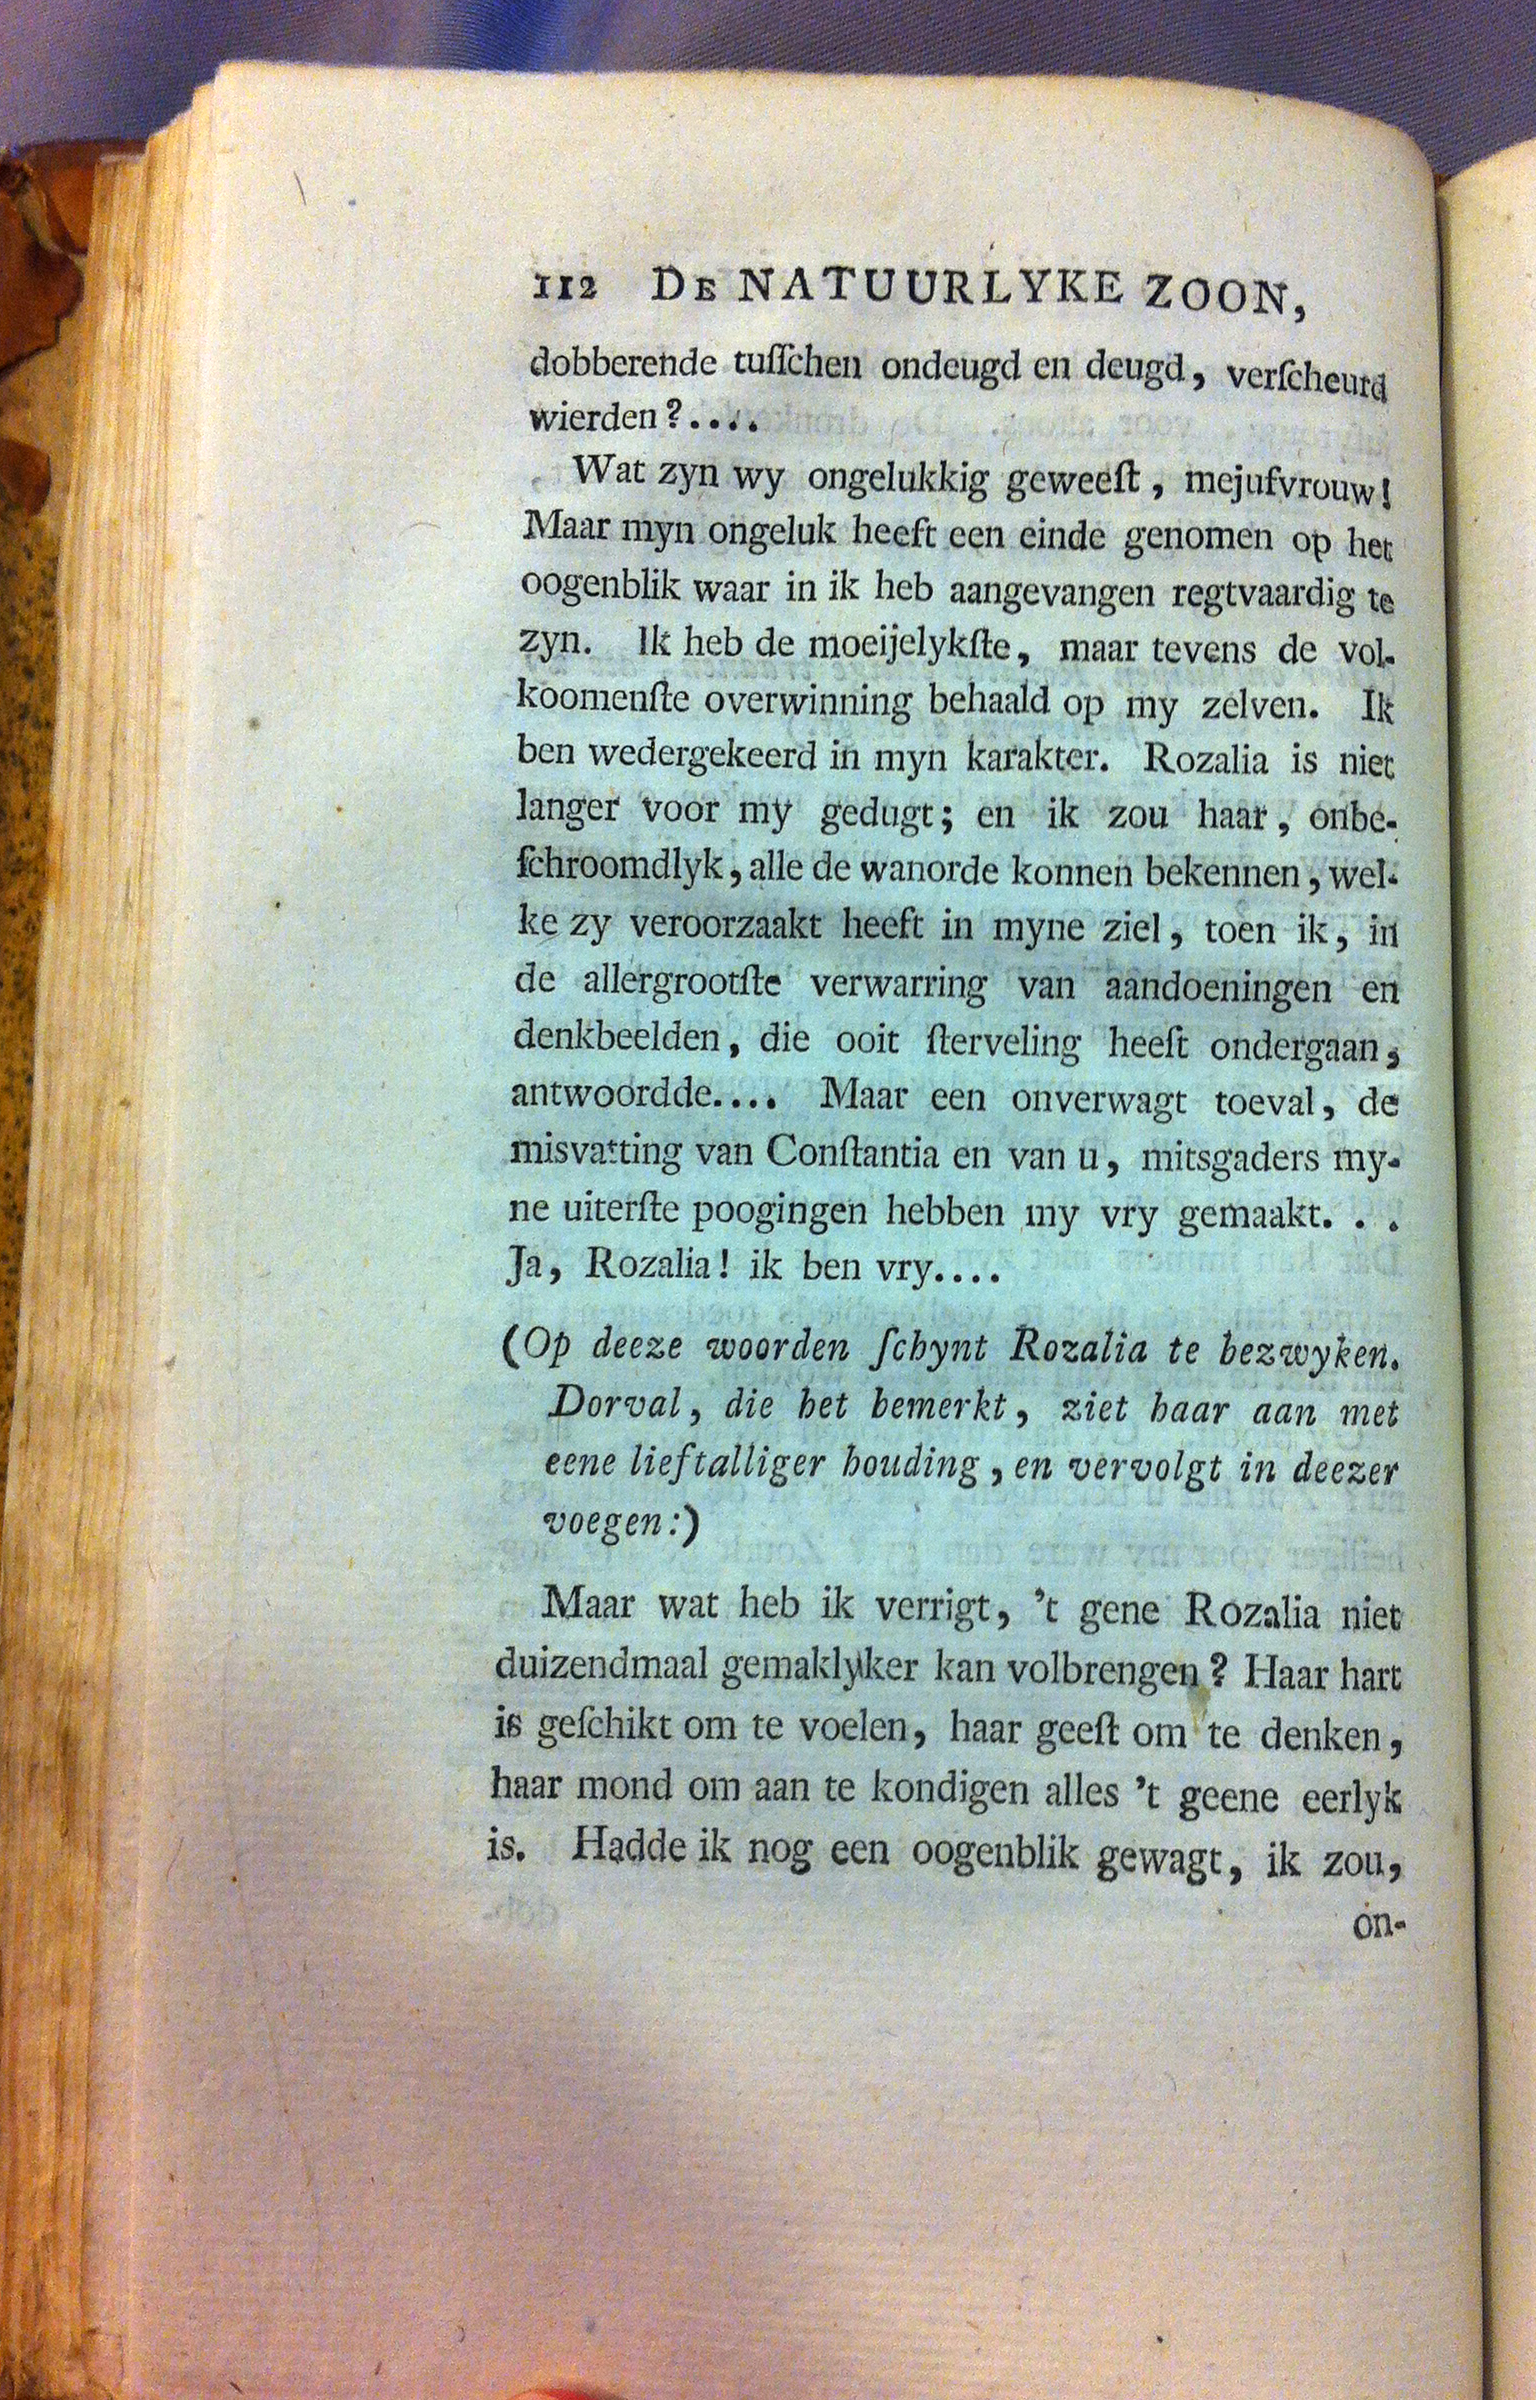 112 DE NATUURLYKE ZOON,
dobberende tuſſchen ondeugd en deugd, verſcheurd
wierden?....
Wat zyn wy ongelukkig geweeſt, mejufvrouw!
Maar myn ongeluk heeft een einde genomen op het
oogenblik waar in ik heb aangevangen regtvaardig te
zyn. Ik heb de moeijelykſte, maar tevens de vol-
koomenſte overwinning behaald op my zelven. Ik
ben wedergekeerd in myn karakter. Rozalia is niet
langer voor my gedugt; en ik zou haar, onbe-
ſchroomdlyk, alle de wanorde konnen bekennen, wel-
ke zy veroorzaakt heeft in myne ziel, toen ik, in
de allergrootſte verwarring van aandoeningen en
denkbeelden, die ooit ſterveling heeft ondergaan,
antwoordde.... Maar een onverwagt toeval, de
misvatting van Conſtantia en van u, mitsgaders my-
ne uiterſte poogingen hebben my vry gemaakt. . .
Ja, Rozalia! ik ben vry....
(Op deeze woorden ſchynt Rozalia te bezwyken.
Dorval, die het bemerkt, ziet haar aan met
eene lieftalliger houding, en vervolgt in deezer
voegen:)
Maar wat heb ik verrigt, 't gene Rozalia niet
duizendmaal gemaklyker kan volbrengen? Haar hart
is geſchikt om te voelen, haar geeſt om te denken,
haar mond om aan te kondigen alles 't geene eerlyk
is. Hadde ik nog een oogenblik gewagt, ik zou,
on-